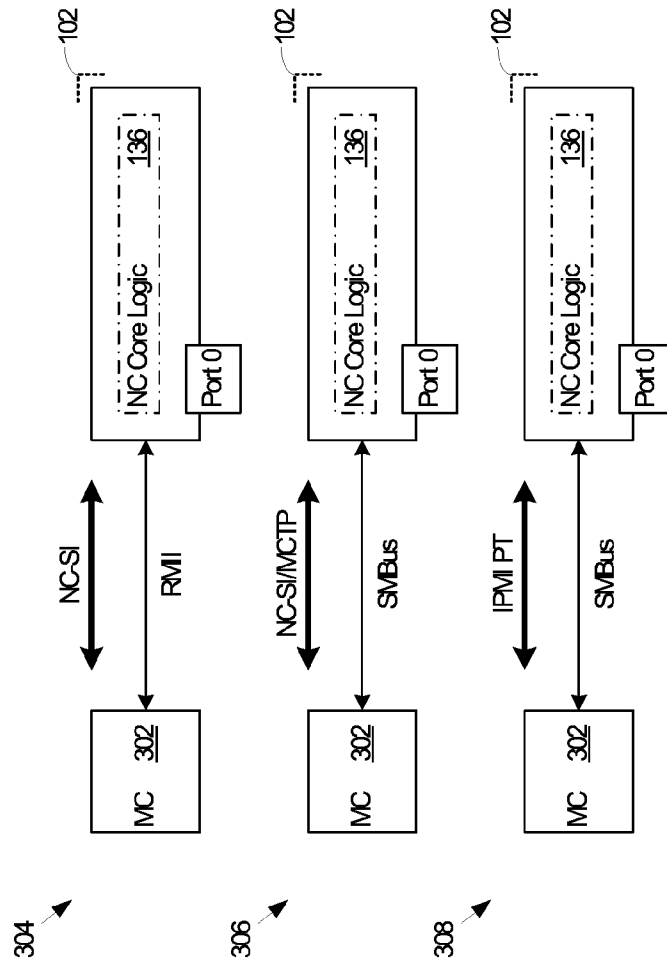 304
MC 302
NC-SI
RMII
NC Core Logic 136
Port 0
102
306
MC 302
NC-SI/MCTP
SMBus
NC Core Logic 136
Port 0
102
308
MC 302
IPMI PT
SMBus
NC Core Logic 136
Port 0
102